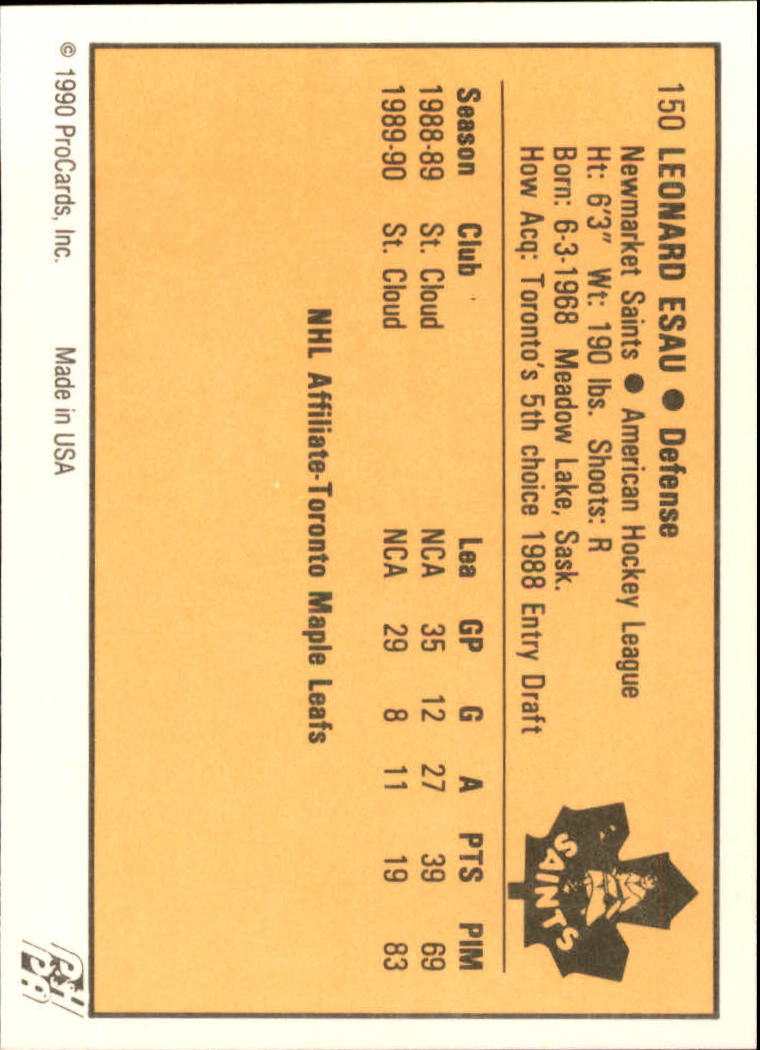 150 LEONARD ESAU ● Defense
Newmarket Saints ● American Hockey League
Ht: 6'3" Wt: 190 lbs. Shoots: R
Born: 6-3-1968 Meadow Lake, Sask.
How Acq: Toronto's 5th choice 1988 Entry Draft
SAINTS
Season Club Lea GP G A PTS PIM
1988-89 St. Cloud NCA 35 12 27 39 69
1989-90 St. Cloud NCA 29 8 11 19 83
NHL Affiliate-Toronto Maple Leafs
© 1990 ProCards, Inc. Made in USA